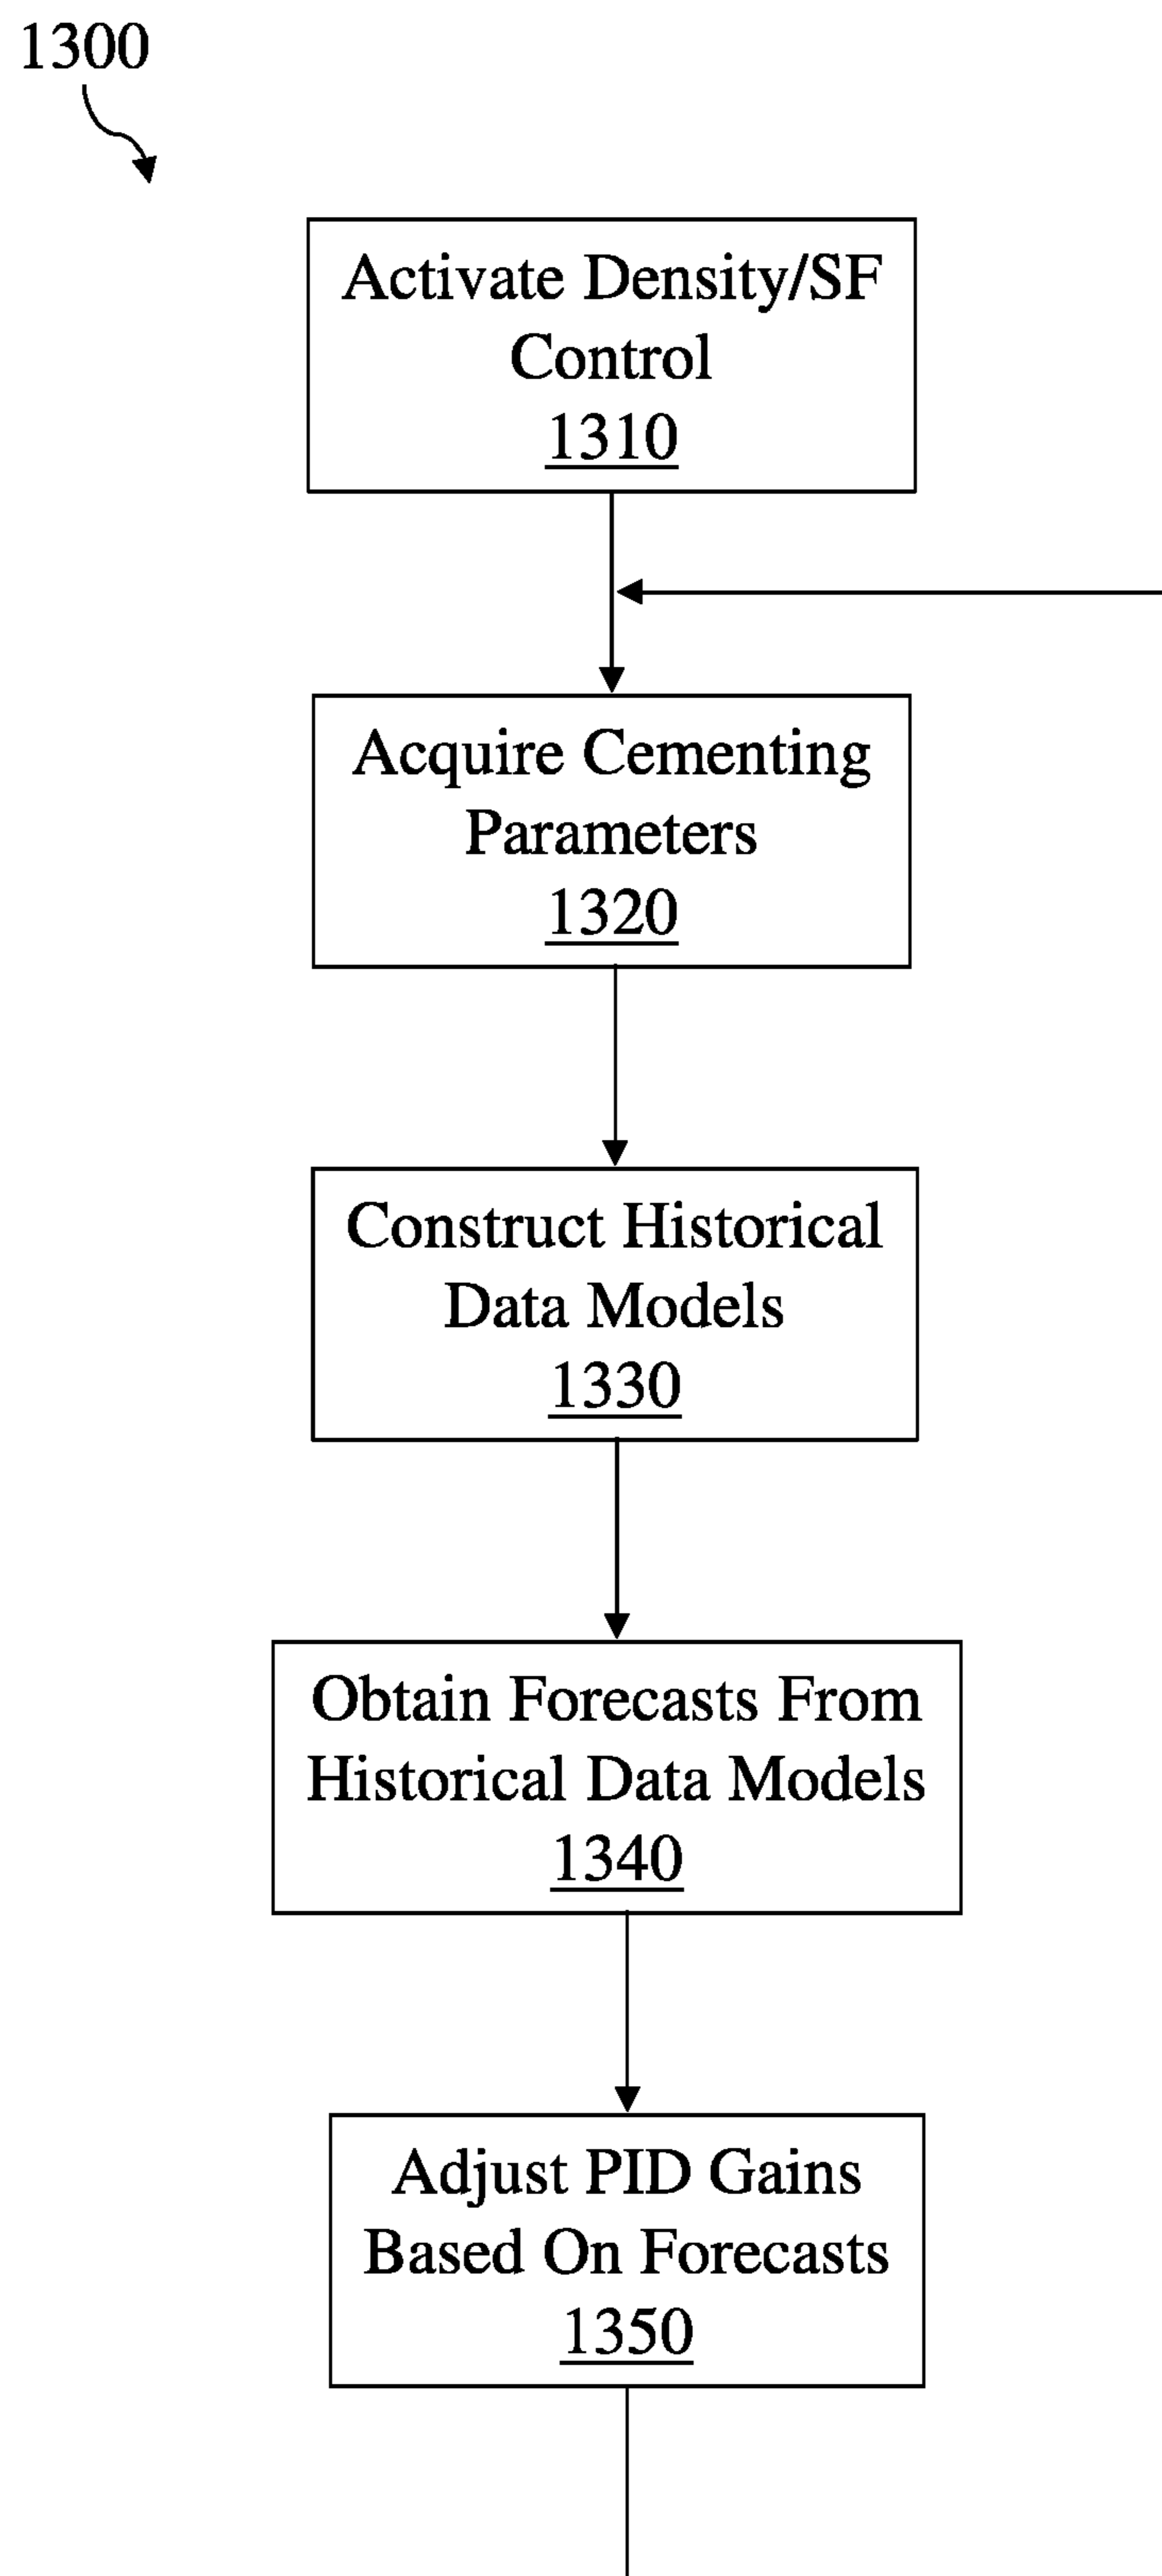 1300
Activate Density/SF
Control
1310
Acquire Cementing
Parameters
1320
Construct Historical
Data Models
1330
Obtain Forecasts From
Historical Data Models
1340
Adjust PID Gains
Based On Forecasts
1350